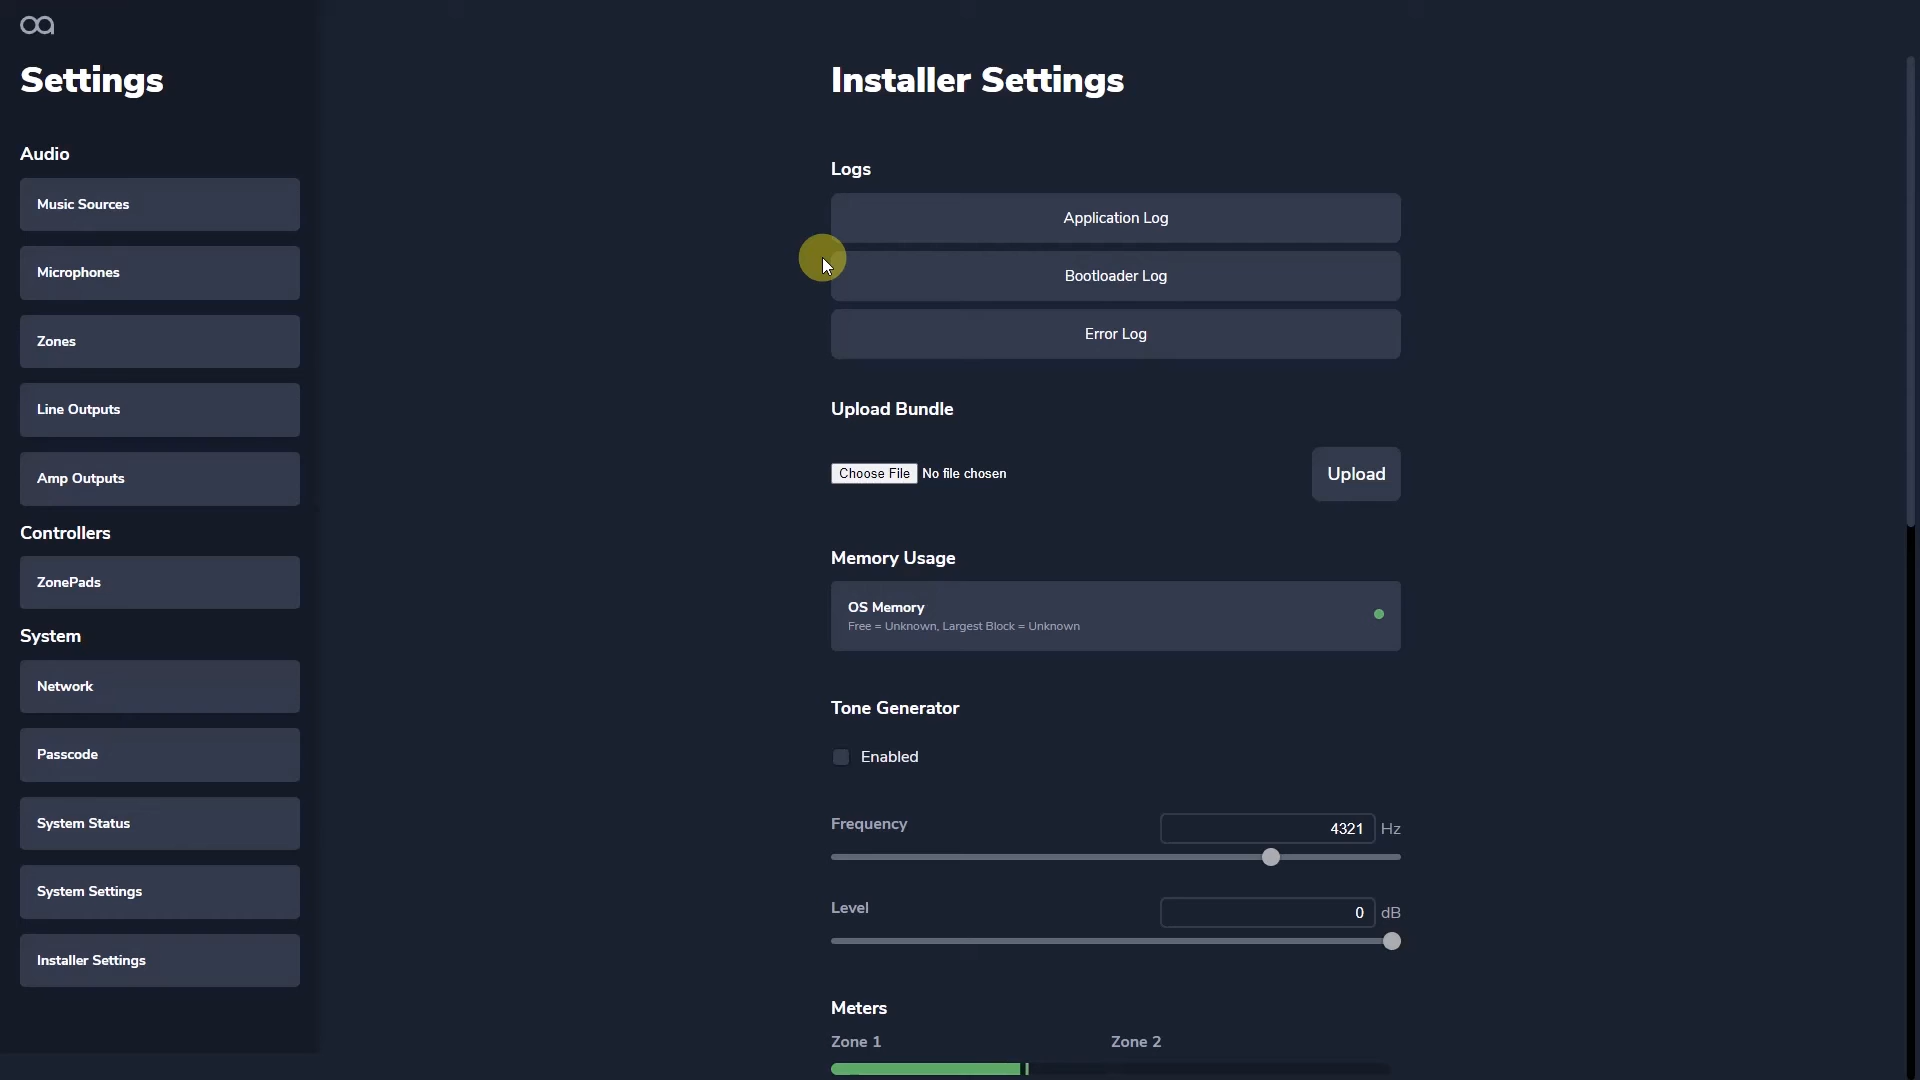 Settings
Audio
Music Sources
Microphones
Zones
Line Outputs
Amp Outputs
Controllers
ZonePads
System
Network
Passcode
System Status
System Settings
Installer Settings
Installer Settings
Logs
Application Log
Bootloader Log
Error Log
Upload Bundle
Choose File No file chosen
Upload
Memory Usage
OS Memory
Free = Unknown, Largest Block = Unknown
Tone Generator
Enabled
Frequency 4321 Hz
Level 0 dB
Meters
Zone 1 Zone 2